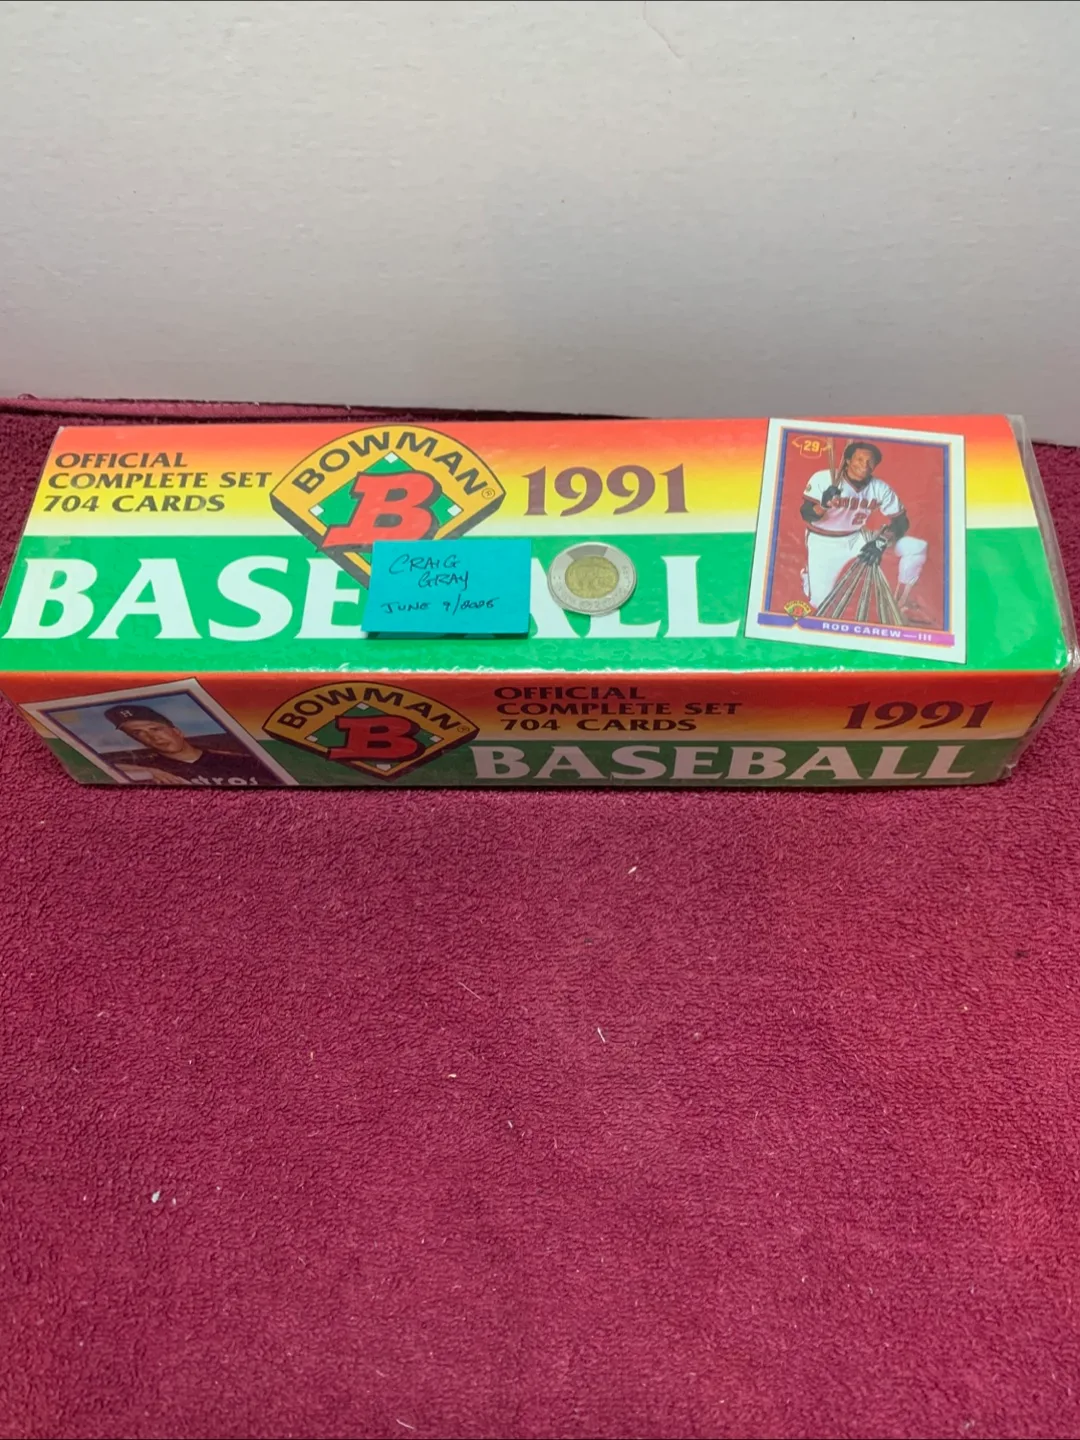 OFFICIAL
COMPLETE SET
704 CARDS
BOWMAN®
B
1991
BASEBALL
CRAIG
GRAY
JUNE 9/2025
29
2
ROD CAREW—III
BOWMAN®
B
OFFICIAL
COMPLETE SET
704 CARDS
1991
BASEBALL